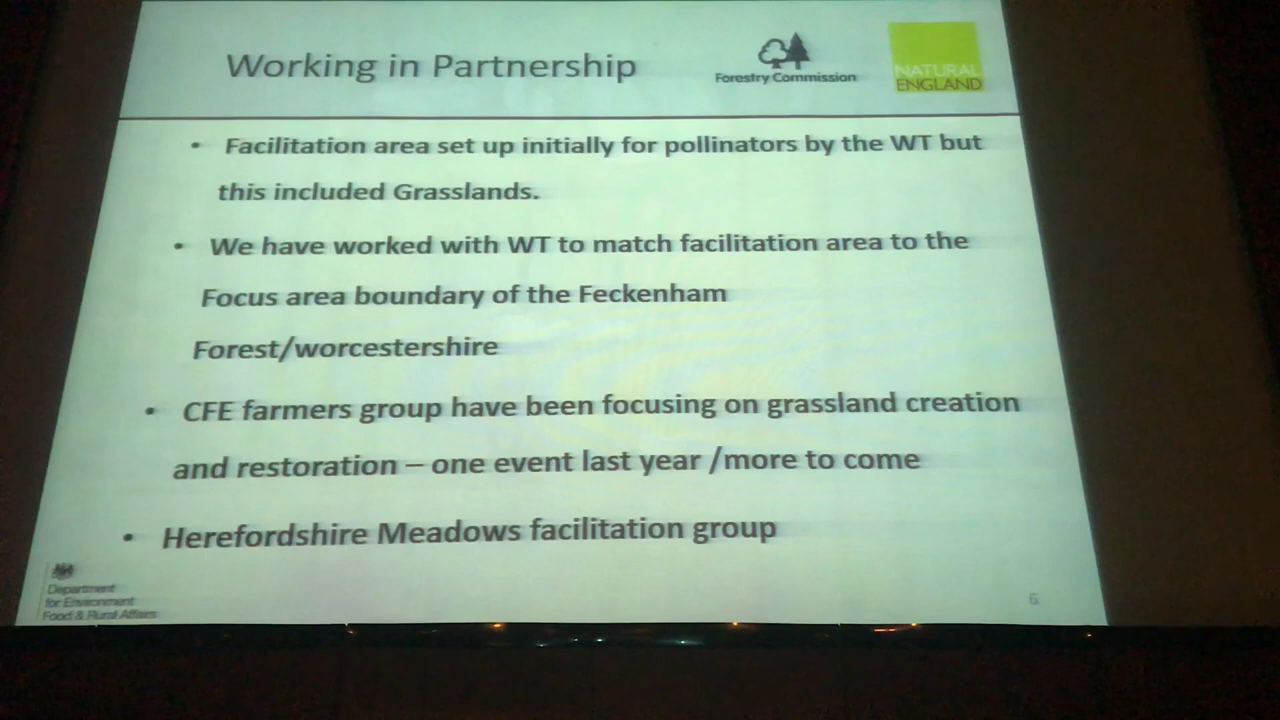 Working in Partnership
Forestry Commission
NATURAL
ENGLAND
• Facilitation area set up initially for pollinators by the WT but
this included Grasslands.
• We have worked with WT to match facilitation area to the
Focus area boundary of the Feckenham
Forest/worcestershire
• CFE farmers group have been focusing on grassland creation
and restoration – one event last year /more to come
• Herefordshire Meadows facilitation group
Department
for Environment
Food & Rural Affairs
6